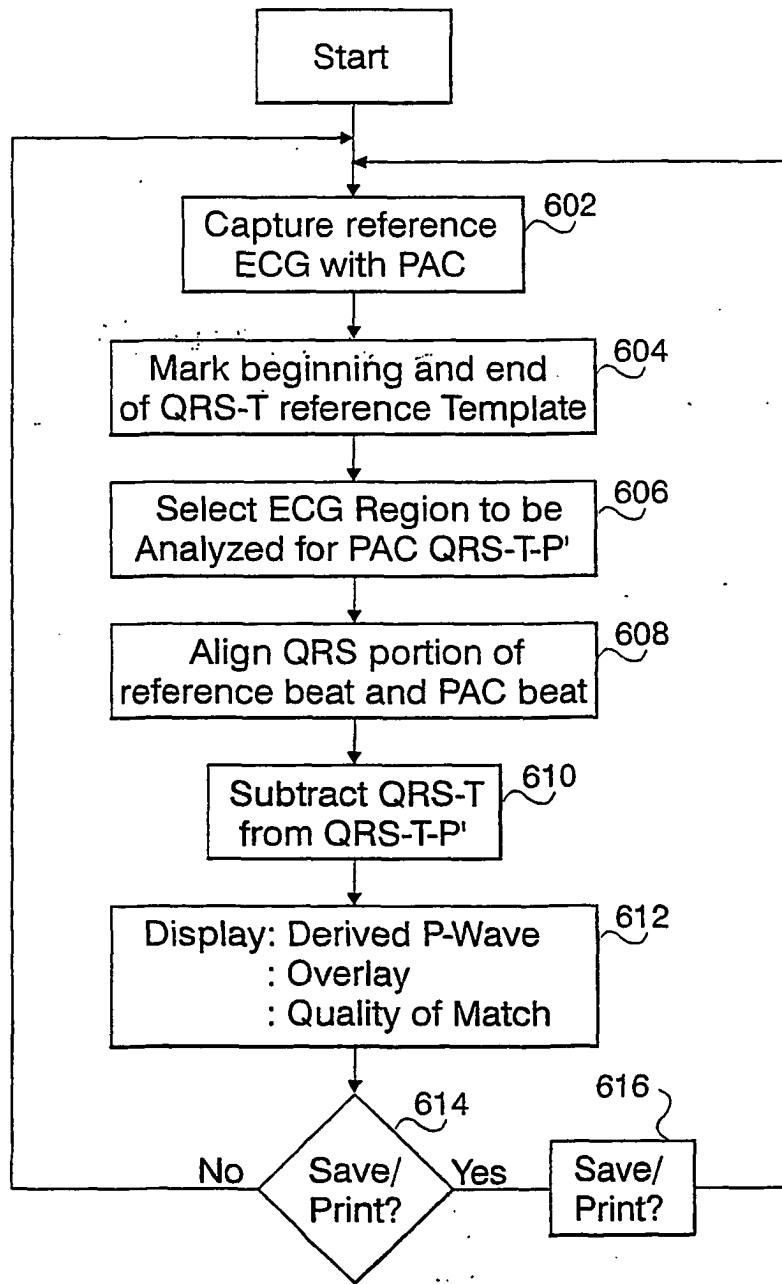 Start
602
Capture reference
ECG with PAC
604
Mark beginning and end
of QRS-T reference Template
606
Select ECG Region to be
Analyzed for PAC QRS-T-P'
608
Align QRS portion of
reference beat and PAC beat
610
Subtract QRS-T
from QRS-T-P'
612
Display: Derived P-Wave
: Overlay
: Quality of Match
614
616
No
Save/
Print?
Yes
Save/
Print?